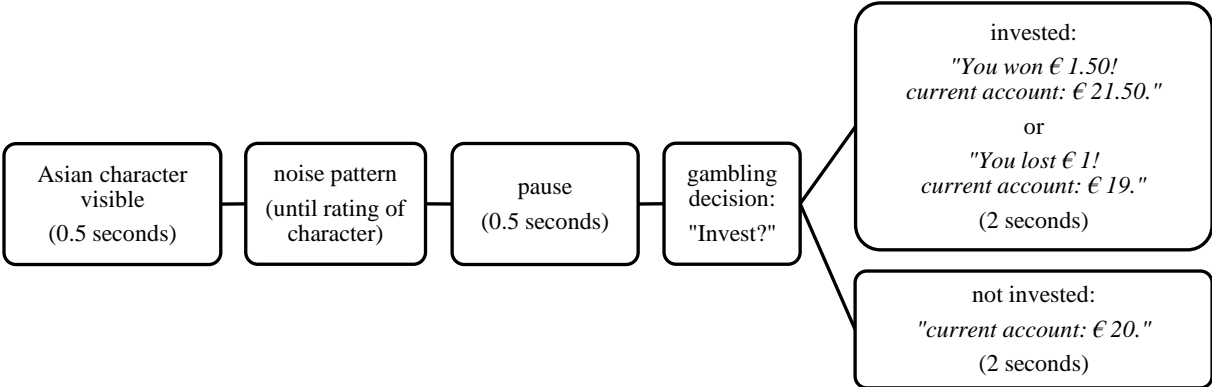 Asian character
visible
(0.5 seconds)
noise pattern
(until rating of
character)
pause
(0.5 seconds)
gambling
decision:
"Invest?"
invested:
"You won € 1.50!
current account: € 21.50."
or
"You lost € 1!
current account: € 19."
(2 seconds)
not invested:
"current account: € 20."
(2 seconds)